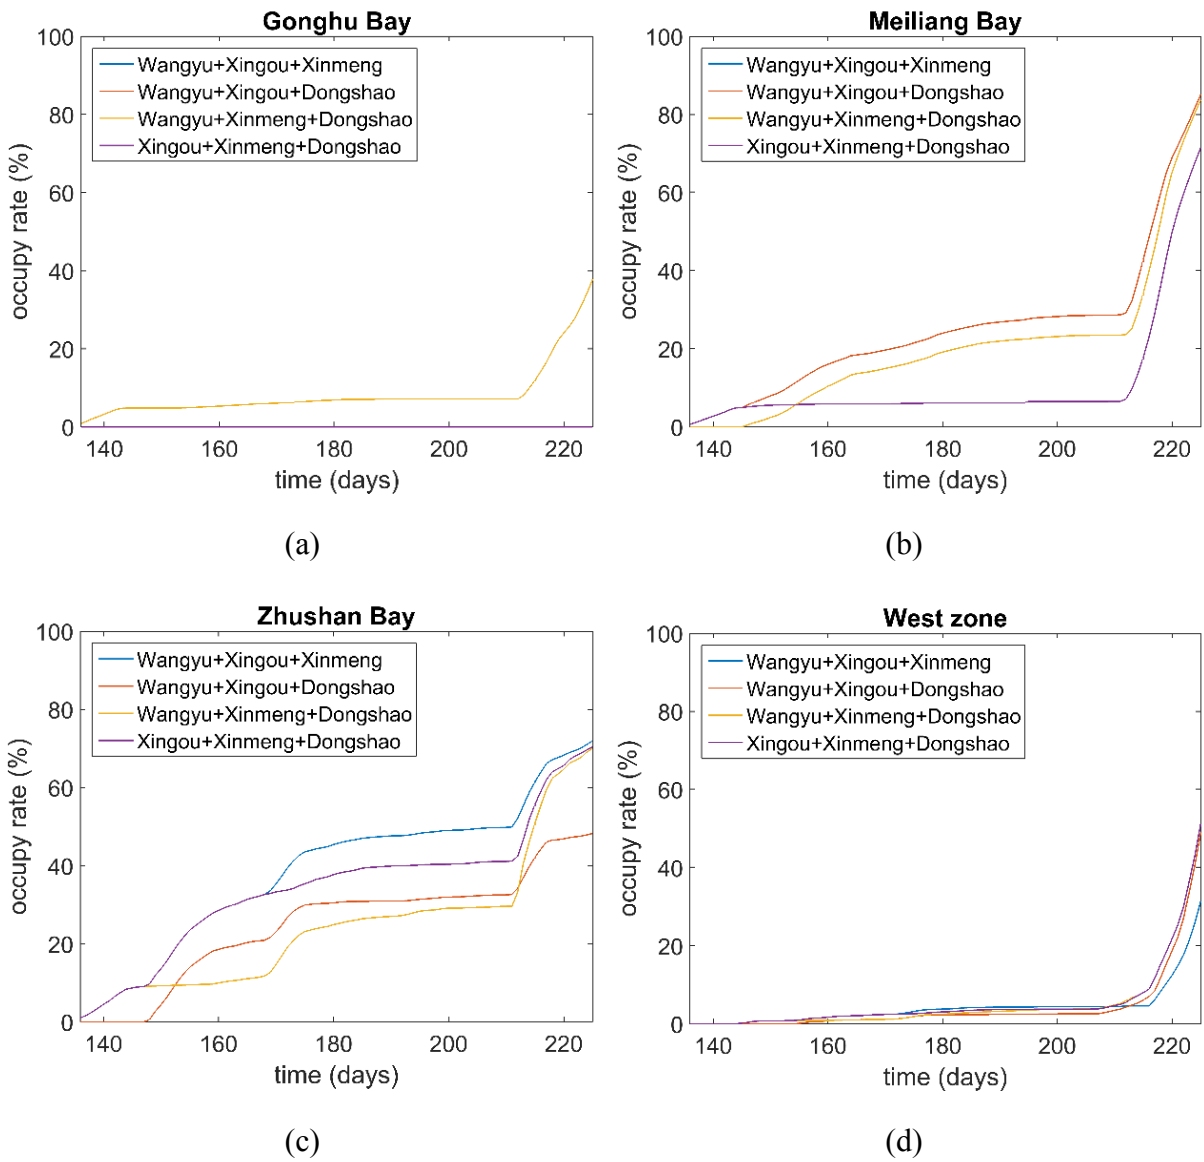 Gonghu Bay
100
80
60
40
20
0
occupy rate (%)
Wangyu+Xingou+Xinmeng
Wangyu+Xingou+Dongshao
Wangyu+Xinmeng+Dongshao
Xingou+Xinmeng+Dongshao
140 160 180 200 220
time (days)
(a)
Meiliang Bay
100
80
60
40
20
0
occupy rate (%)
Wangyu+Xingou+Xinmeng
Wangyu+Xingou+Dongshao
Wangyu+Xinmeng+Dongshao
Xingou+Xinmeng+Dongshao
140 160 180 200 220
time (days)
(b)
Zhushan Bay
100
80
60
40
20
0
occupy rate (%)
Wangyu+Xingou+Xinmeng
Wangyu+Xingou+Dongshao
Wangyu+Xinmeng+Dongshao
Xingou+Xinmeng+Dongshao
140 160 180 200 220
time (days)
(c)
West zone
100
80
60
40
20
0
occupy rate (%)
Wangyu+Xingou+Xinmeng
Wangyu+Xingou+Dongshao
Wangyu+Xinmeng+Dongshao
Xingou+Xinmeng+Dongshao
140 160 180 200 220
time (days)
(d)